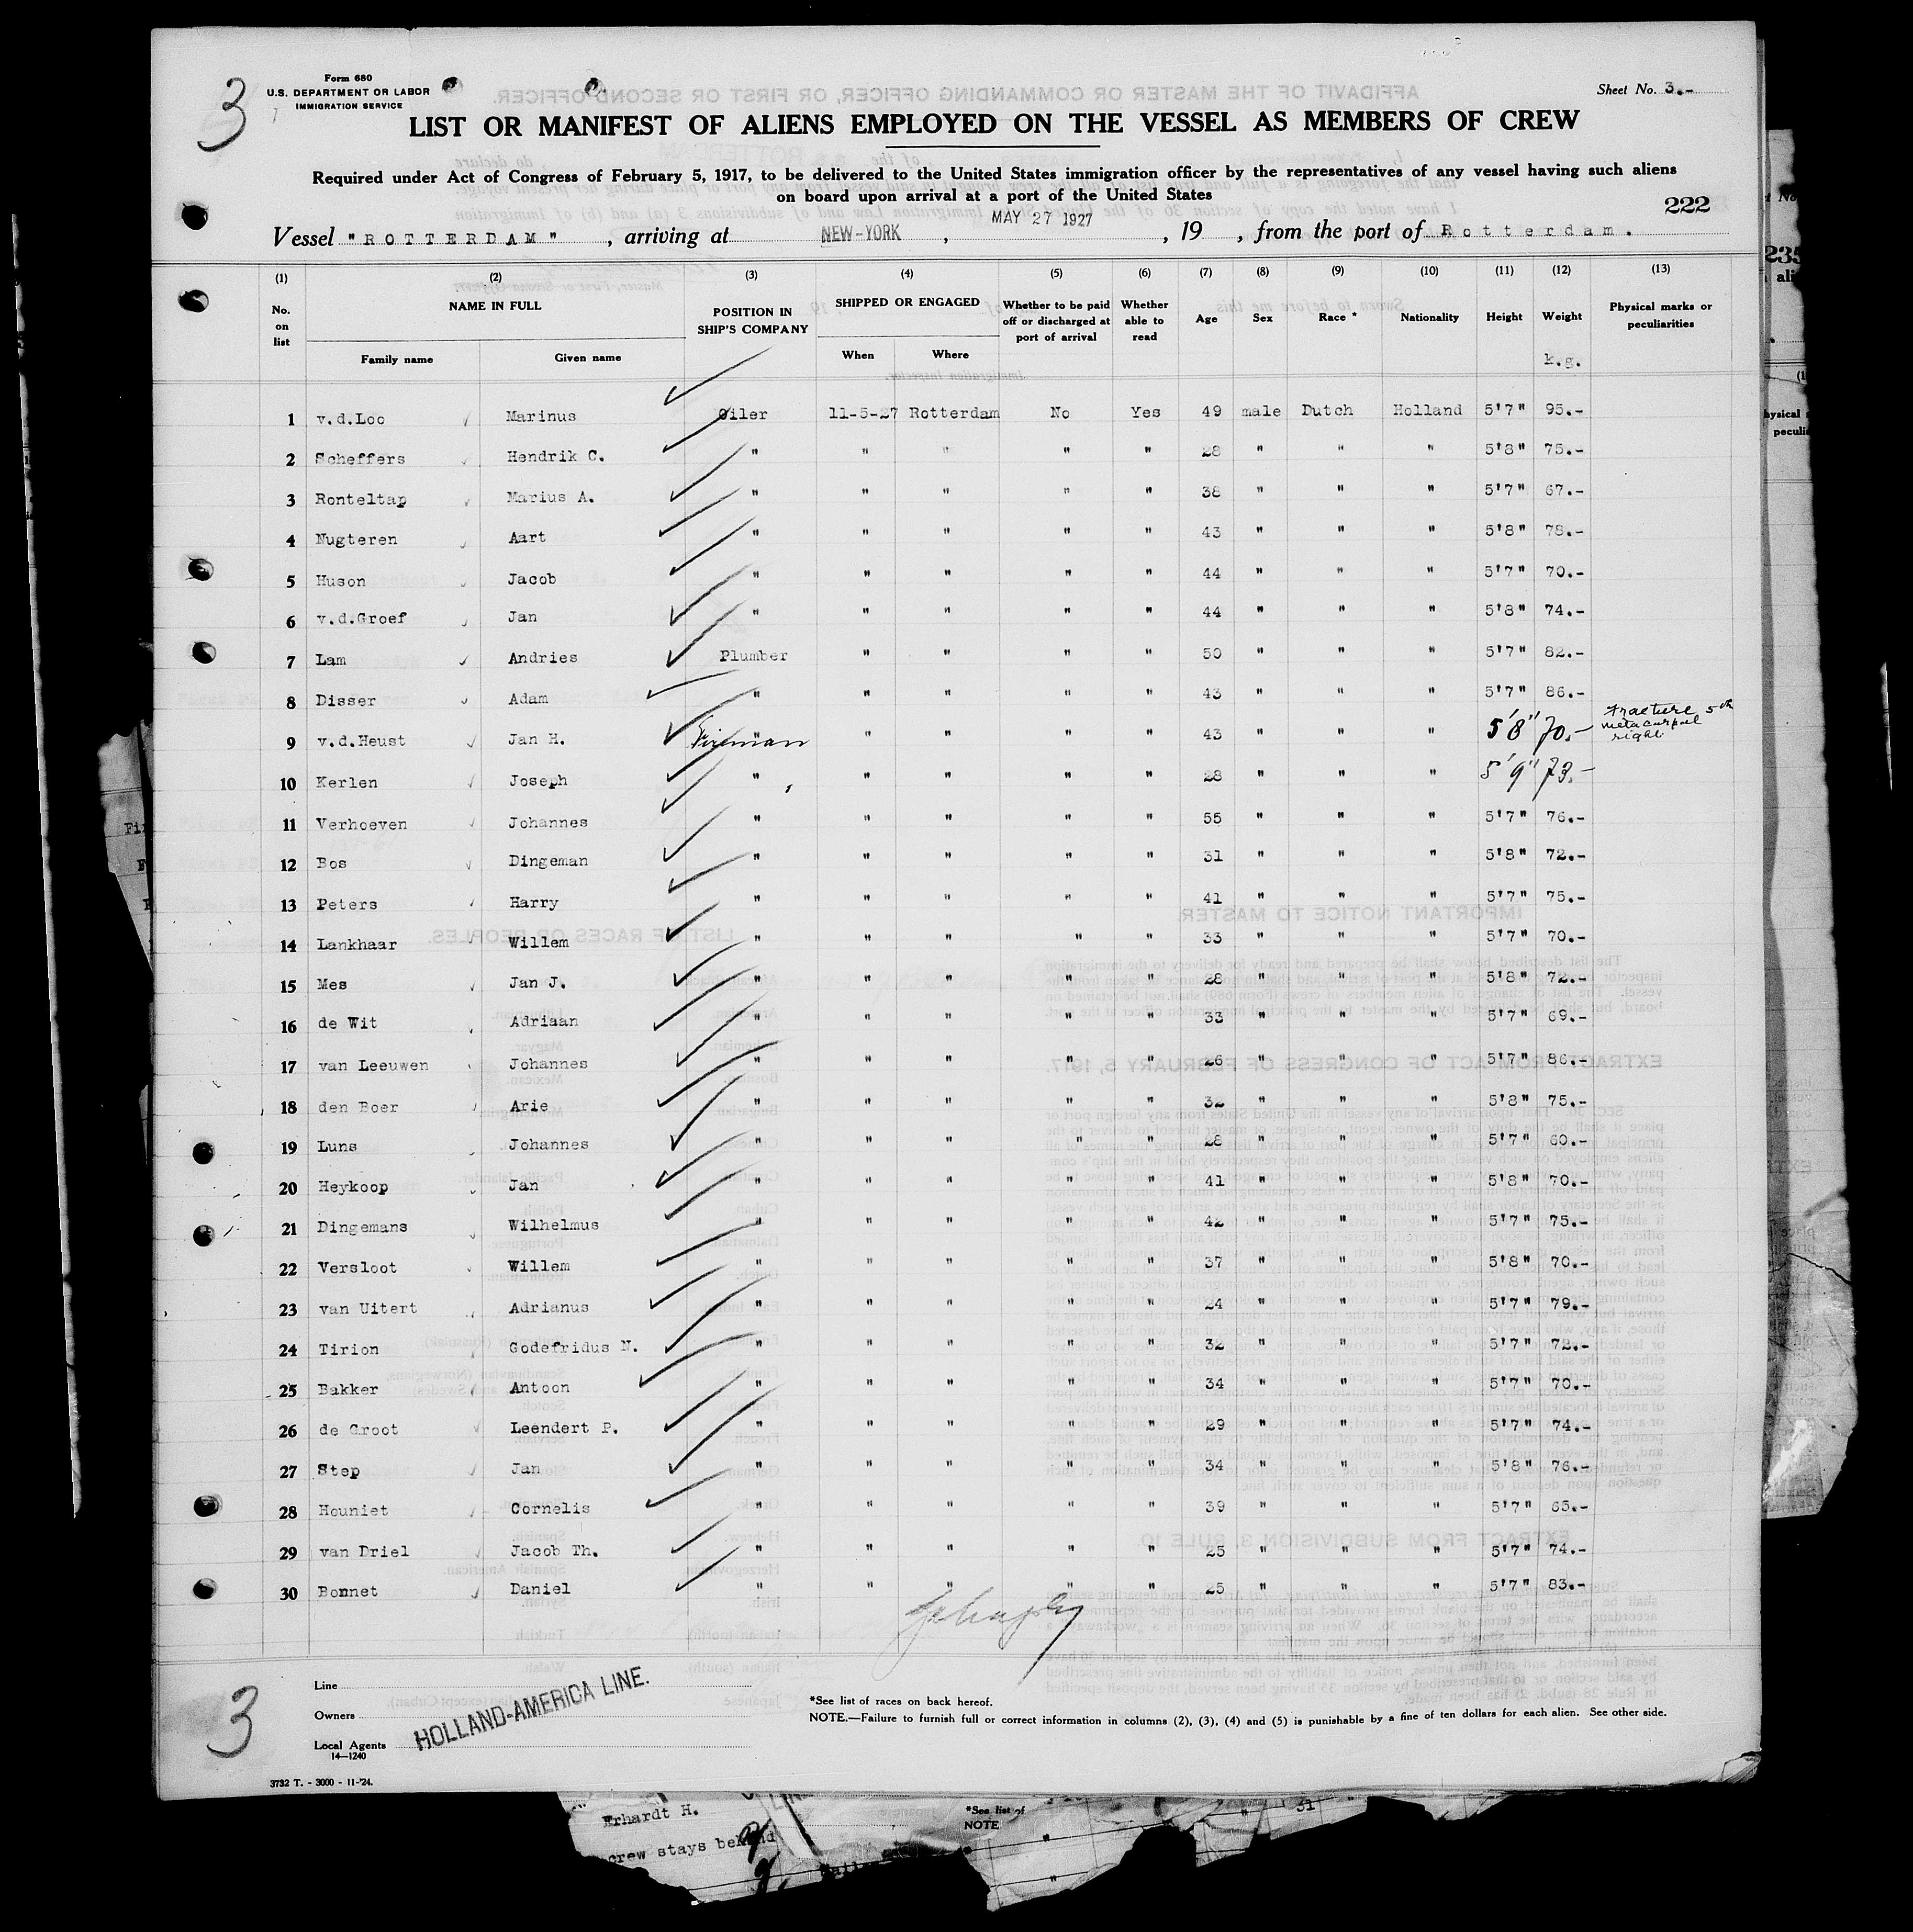 3
Form 680
U.S. DEPARTMENT OR LABOR
IMMIGRATION SERVICE
Sheet No. 3.-
LIST OR MANIFEST OF ALIENS EMPLOYED ON THE VESSEL AS MEMBERS OF CREW
Required under Act of Congress of February 5, 1917, to be delivered to the United States immigration officer by the representatives of any vessel having such aliens
on board upon arrival at a port of the United States
222
Vessel "ROTTERDAM", arriving at NEW-YORK, MAY 27 1927, 19 , from the port of Rotterdam.
(1) (2) (3) (4) (5) (6) (7) (8) (9) (10) (11) (12) (13)
No. on list NAME IN FULL Family name Given name POSITION IN SHIP'S COMPANY SHIPPED OR ENGAGED When Where Whether to be paid off or discharged at port of arrival Whether able to read Age Sex Race * Nationality Height Weight k.g. Physical marks or peculiarities
1 v.d.Loo Marinus Oiler 11-5-27 Rotterdam No Yes 49 male Dutch Holland 5'7" 95.-
2 Scheffers Hendrik C. " " " " " 28 " " " 5'8" 75.-
3 Ronteltap Marius A. " " " " " 38 " " " 5'7" 67.-
4 Nugteren Aart " " " " " 43 " " " 5'8" 78.-
5 Huson Jacob " " " " " 44 " " " 5'7" 70.-
6 v.d.Groef Jan " " " " " 44 " " " 5'8" 74.-
7 Lam Andries Plumber " " " " 50 " " " 5'7" 82.-
8 Disser Adam " " " " " 43 " " " 5'7" 86.-
9 v.d.Heust Jan H. Fireman " " " " " 43 " " " 5'8" 70.- Fracture 5th metacarpal right
10 Kerlen Joseph " " " " " 28 " " " 5'9" 73.-
11 Verhoeven Johannes " " " " " 55 " " " 5'7" 76.-
12 Bos Dingeman " " " " " 31 " " " 5'8" 72.-
13 Peters Harry " " " " " 41 " " " 5'7" 75.-
14 Lankhaar Willem " " " " " 33 " " " 5'7" 70.-
15 Mes Jan J. " " " " " 28 " " " 5'8" 72.-
16 de Wit Adriaan " " " " " 33 " " " 5'7" 69.-
17 van Leeuwen Johannes " " " " " 26 " " " 5'7" 86.-
18 den Boer Arie " " " " " 32 " " " 5'8" 75.-
19 Luns Johannes " " " " " 28 " " " 5'7" 60.-
20 Heykoop Jan " " " " " 41 " " " 5'8" 70.-
21 Dingemans Wilhelmus " " " " " 42 " " " 5'7" 75.-
22 Versloot Willem " " " " " 37 " " " 5'8" 70.-
23 van Uitert Adrianus " " " " " 24 " " " 5'7" 79.-
24 Tirion Godefridus N. " " " " " 32 " " " 5'7" 72.-
25 Bakker Antoon " " " " " 34 " " " 5'7" 70.-
26 de Groot Leendert P. " " " " " 29 " " " 5'7" 74.-
27 Step Jan " " " " " 34 " " " 5'8" 76.-
28 Houniet Cornelis " " " " " 39 " " " 5'7" 65.-
29 van Driel Jacob Th. " " " " " 25 " " " 5'7" 74.-
30 Bonnet Daniel " " " " " 25 " " " 5'7" 83.-
3
Line
Owners
Local Agents
HOLLAND-AMERICA LINE.
14-1240
*See list of races on back hereof.
NOTE.—Failure to furnish full or correct information in columns (2), (3), (4) and (5) is punishable by a fine of ten dollars for each alien. See other side.
3732 T. - 3000 - 11-'24.
Erhardt H.
crew stays behind
*See list of
NOTE
31